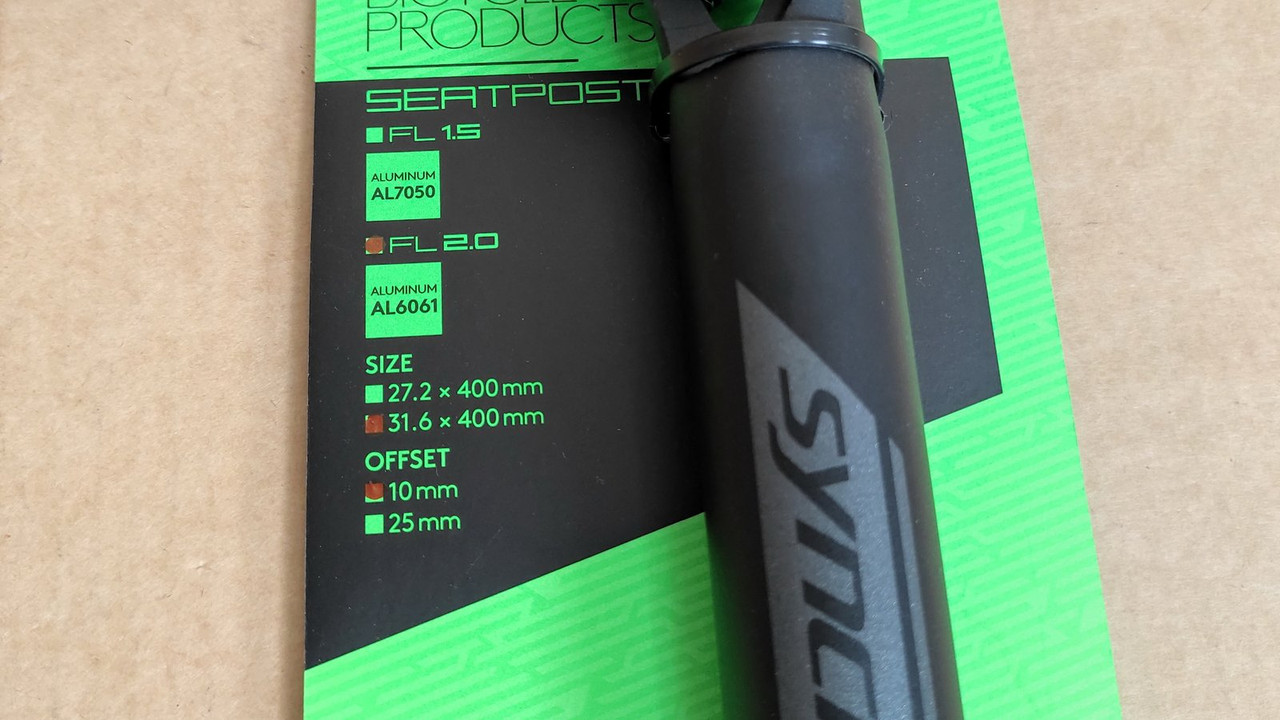 BICYCLE
PRODUCTS
SEATPOST
FL 1.5
ALUMINUM
AL7050
FL 2.0
ALUMINUM
AL6061
SIZE
27.2 × 400 mm
31.6 × 400 mm
OFFSET
10 mm
25 mm